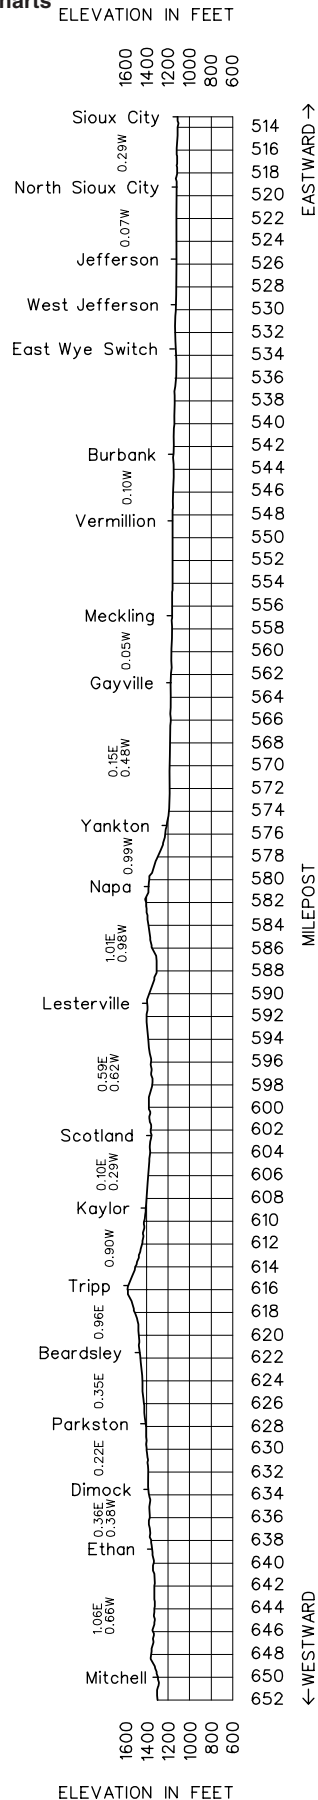 harts
ELEVATION IN FEET
1600 1400 1200 1000 800 600
EASTWARD →
Sioux City
514
0.29W
516
518
North Sioux City
520
0.07W
522
524
Jefferson
526
528
West Jefferson
530
532
East Wye Switch
534
536
538
540
542
Burbank
544
0.10W
546
548
Vermillion
550
552
554
556
Meckling
558
0.05W
560
562
Gayville
564
566
568
0.15E
0.48W
570
572
574
Yankton
576
0.99W
578
580
Napa
582
MILEPOST
584
1.01E
0.98W
586
588
590
Lesterville
592
594
596
0.59E
0.62W
598
600
602
Scotland
604
0.10E
0.29W
606
608
Kaylor
610
0.90W
612
614
Tripp
616
618
0.96E
620
Beardsley
622
0.35E
624
626
Parkston
628
0.22E
630
632
Dimock
634
0.36E
0.38W
636
638
Ethan
640
642
1.06E
0.66W
644
646
648
Mitchell
650
652
← WESTWARD
1600 1400 1200 1000 800 600
ELEVATION IN FEET